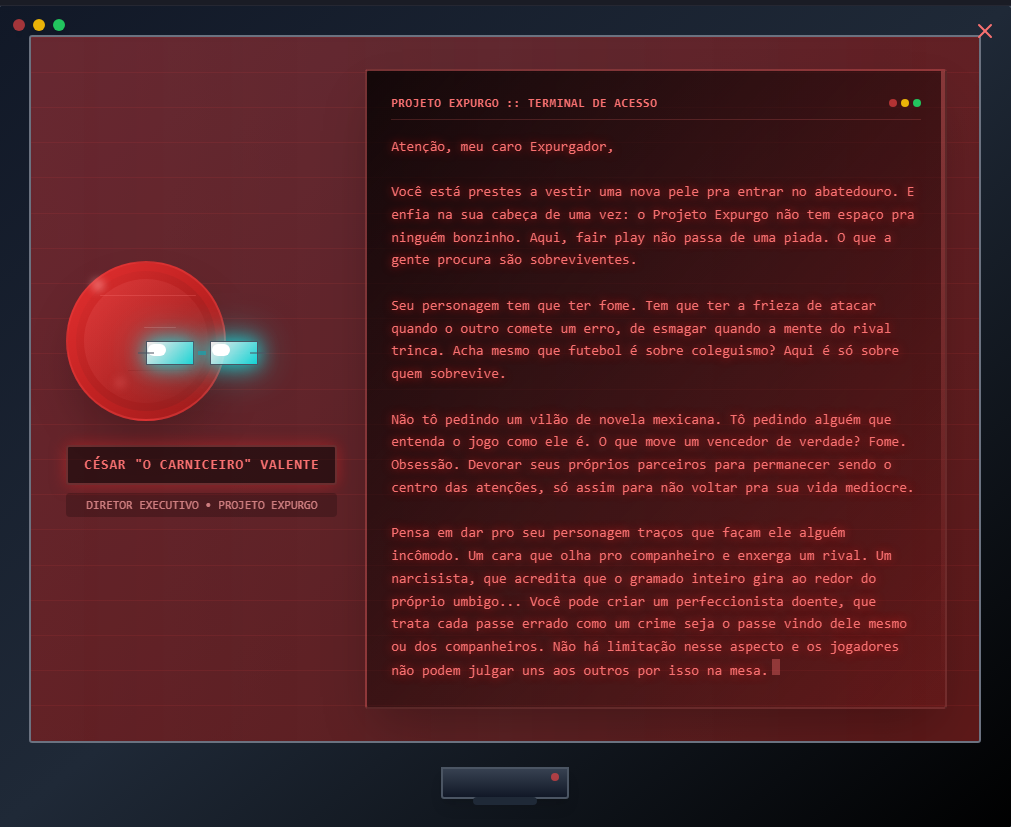 PROJETO EXPURGO :: TERMINAL DE ACESSO
Atenção, meu caro Expurgador,
Você está prestes a vestir uma nova pele pra entrar no abatedouro. E
enfia na sua cabeça de uma vez: o Projeto Expurgo não tem espaço pra
ninguém bonzinho. Aqui, fair play não passa de uma piada. O que a
gente procura são sobreviventes.
Seu personagem tem que ter fome. Tem que ter a frieza de atacar
quando o outro comete um erro, de esmagar quando a mente do rival
trinca. Acha mesmo que futebol é sobre coleguismo? Aqui é só sobre
quem sobrevive.
Não tô pedindo um vilão de novela mexicana. Tô pedindo alguém que
entenda o jogo como ele é. O que move um vencedor de verdade? Fome.
Obsessão. Devorar seus próprios parceiros para permanecer sendo o
centro das atenções, só assim para não voltar pra sua vida mediocre.
Pensa em dar pro seu personagem traços que façam ele alguém
incômodo. Um cara que olha pro companheiro e enxerga um rival. Um
narcisista, que acredita que o gramado inteiro gira ao redor do
próprio umbigo... Você pode criar um perfeccionista doente, que
trata cada passe errado como um crime seja o passe vindo dele mesmo
ou dos companheiros. Não há limitação nesse aspecto e os jogadores
não podem julgar uns aos outros por isso na mesa.
CÉSAR "O CARNICEIRO" VALENTE
DIRETOR EXECUTIVO • PROJETO EXPURGO